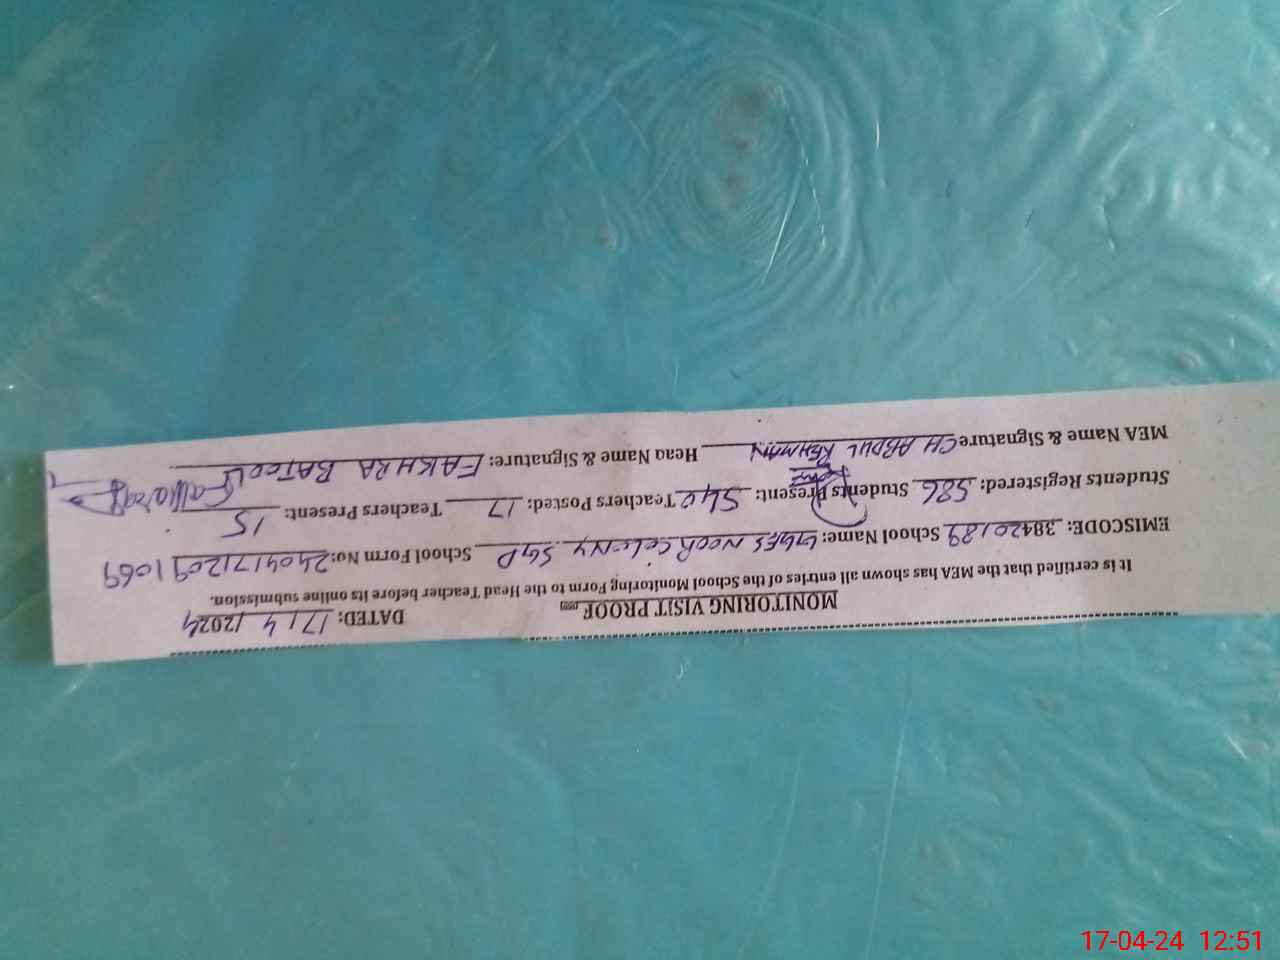 MONITORING VISIT PROOF DATED: 17/4/2024
It is certified that the MEA has shown all entries of the School Monitoring Form to the Head Teacher before its online submission.
EMISCODE: 38420189 School Name: GGES NOOR COLONY SGD School Form No: 24041712091069
Students Registered: 586 Students Present: 540 Teachers Posted: 17 Teachers Present: 15
MEA Name & Signature CH ABDUL REHMAN Head Name & Signature: FAKHRA BATOOL
17-04-24 12:51